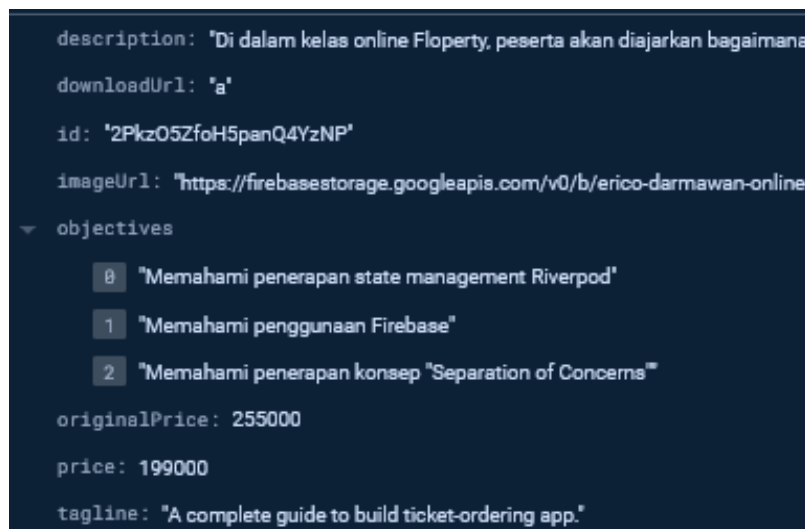 description: "Di dalam kelas online Floperty, peserta akan diajarkan bagaimana
downloadUrl: "a"
id: "2PkzO5ZfoH5panQ4YzNP"
imageUrl: "https://firebasestorage.googleapis.com/v0/b/erico-darmawan-online
objectives
0 "Memahami penerapan state management Riverpod"
1 "Memahami penggunaan Firebase"
2 "Memahami penerapan konsep "Separation of Concerns""
originalPrice: 255000
price: 199000
tagline: "A complete guide to build ticket-ordering app."